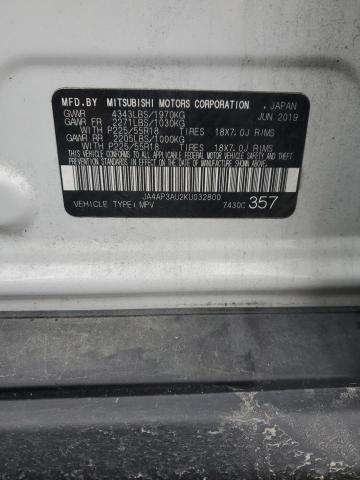 MFD.BY MITSUBISHI MOTORS CORPORATION , JAPAN
GVWR 4343LBS/1970KG JUN 2019
GAWR FR 2271LBS/1030KG
WITH P225/55R18 TIRES 18X7.0J RIMS
GAWR RR 2205LBS/1000KG
WITH P225/55R18 TIRES 18X7.0J RIMS
THIS VEHICLE CONFORMS TO ALL APPLICABLE FEDERAL MOTOR
VEHICLE SAFETY, BUMPER, AND THEFT
PREVENTION STANDARDS IN EFFECT ON THE DATE OF
MANUFACTURE SHOWN ABOVE.
JA4AP3AU2KU032800
VEHICLE TYPE: MPV 7430C 357